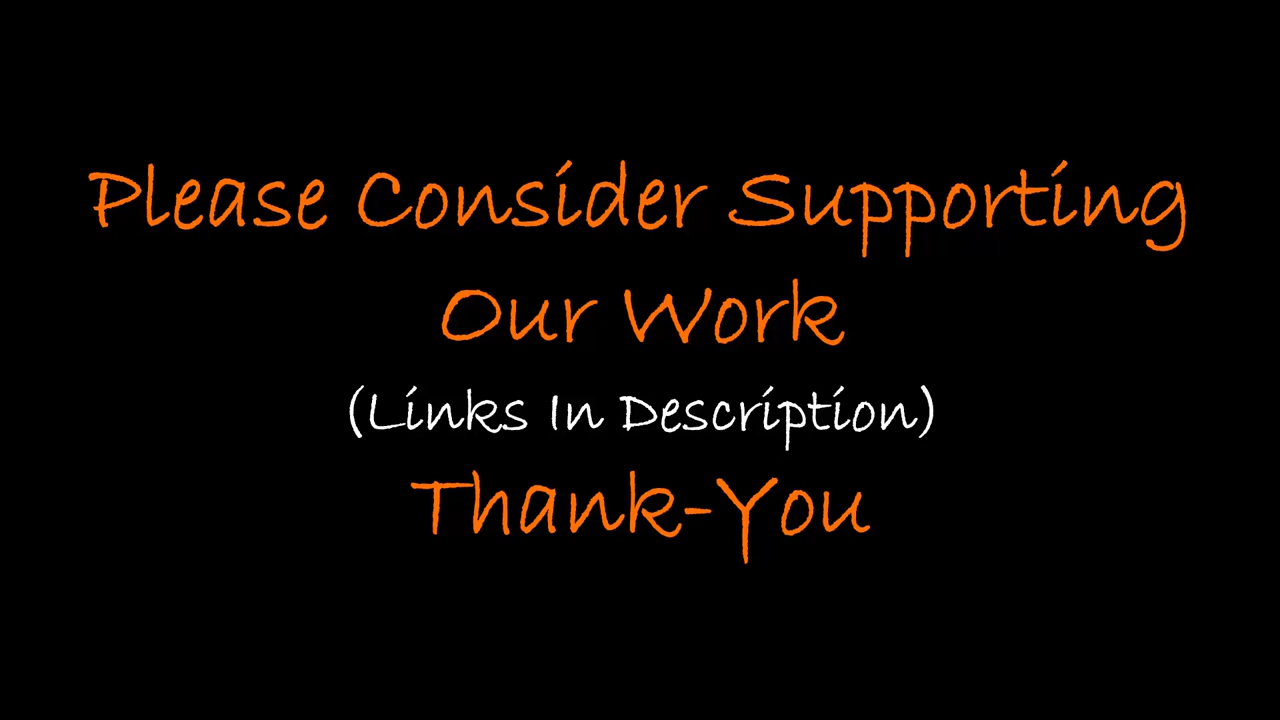 Please Consider Supporting
Our Work
(Links In Description)
Thank-You